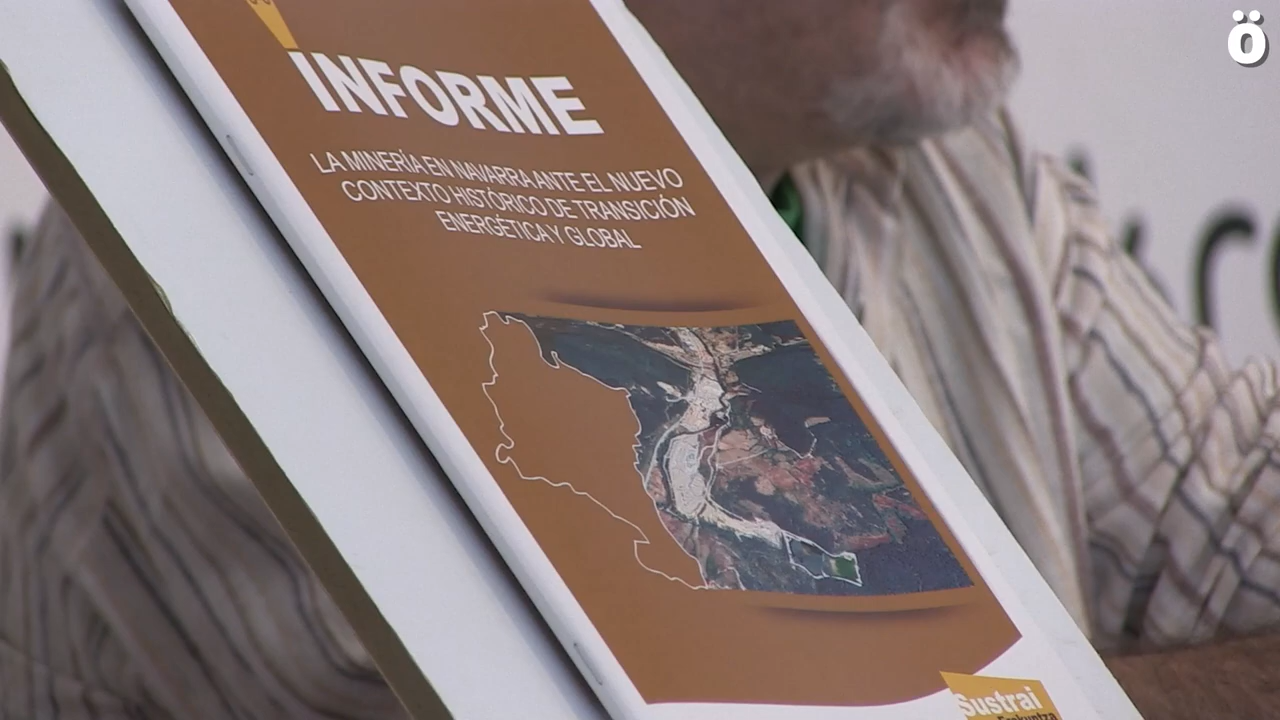 ö
INFORME
LA MINERÍA EN NAVARRA ANTE EL NUEVO
CONTEXTO HISTÓRICO DE TRANSICIÓN
ENERGÉTICA Y GLOBAL
Sustrai